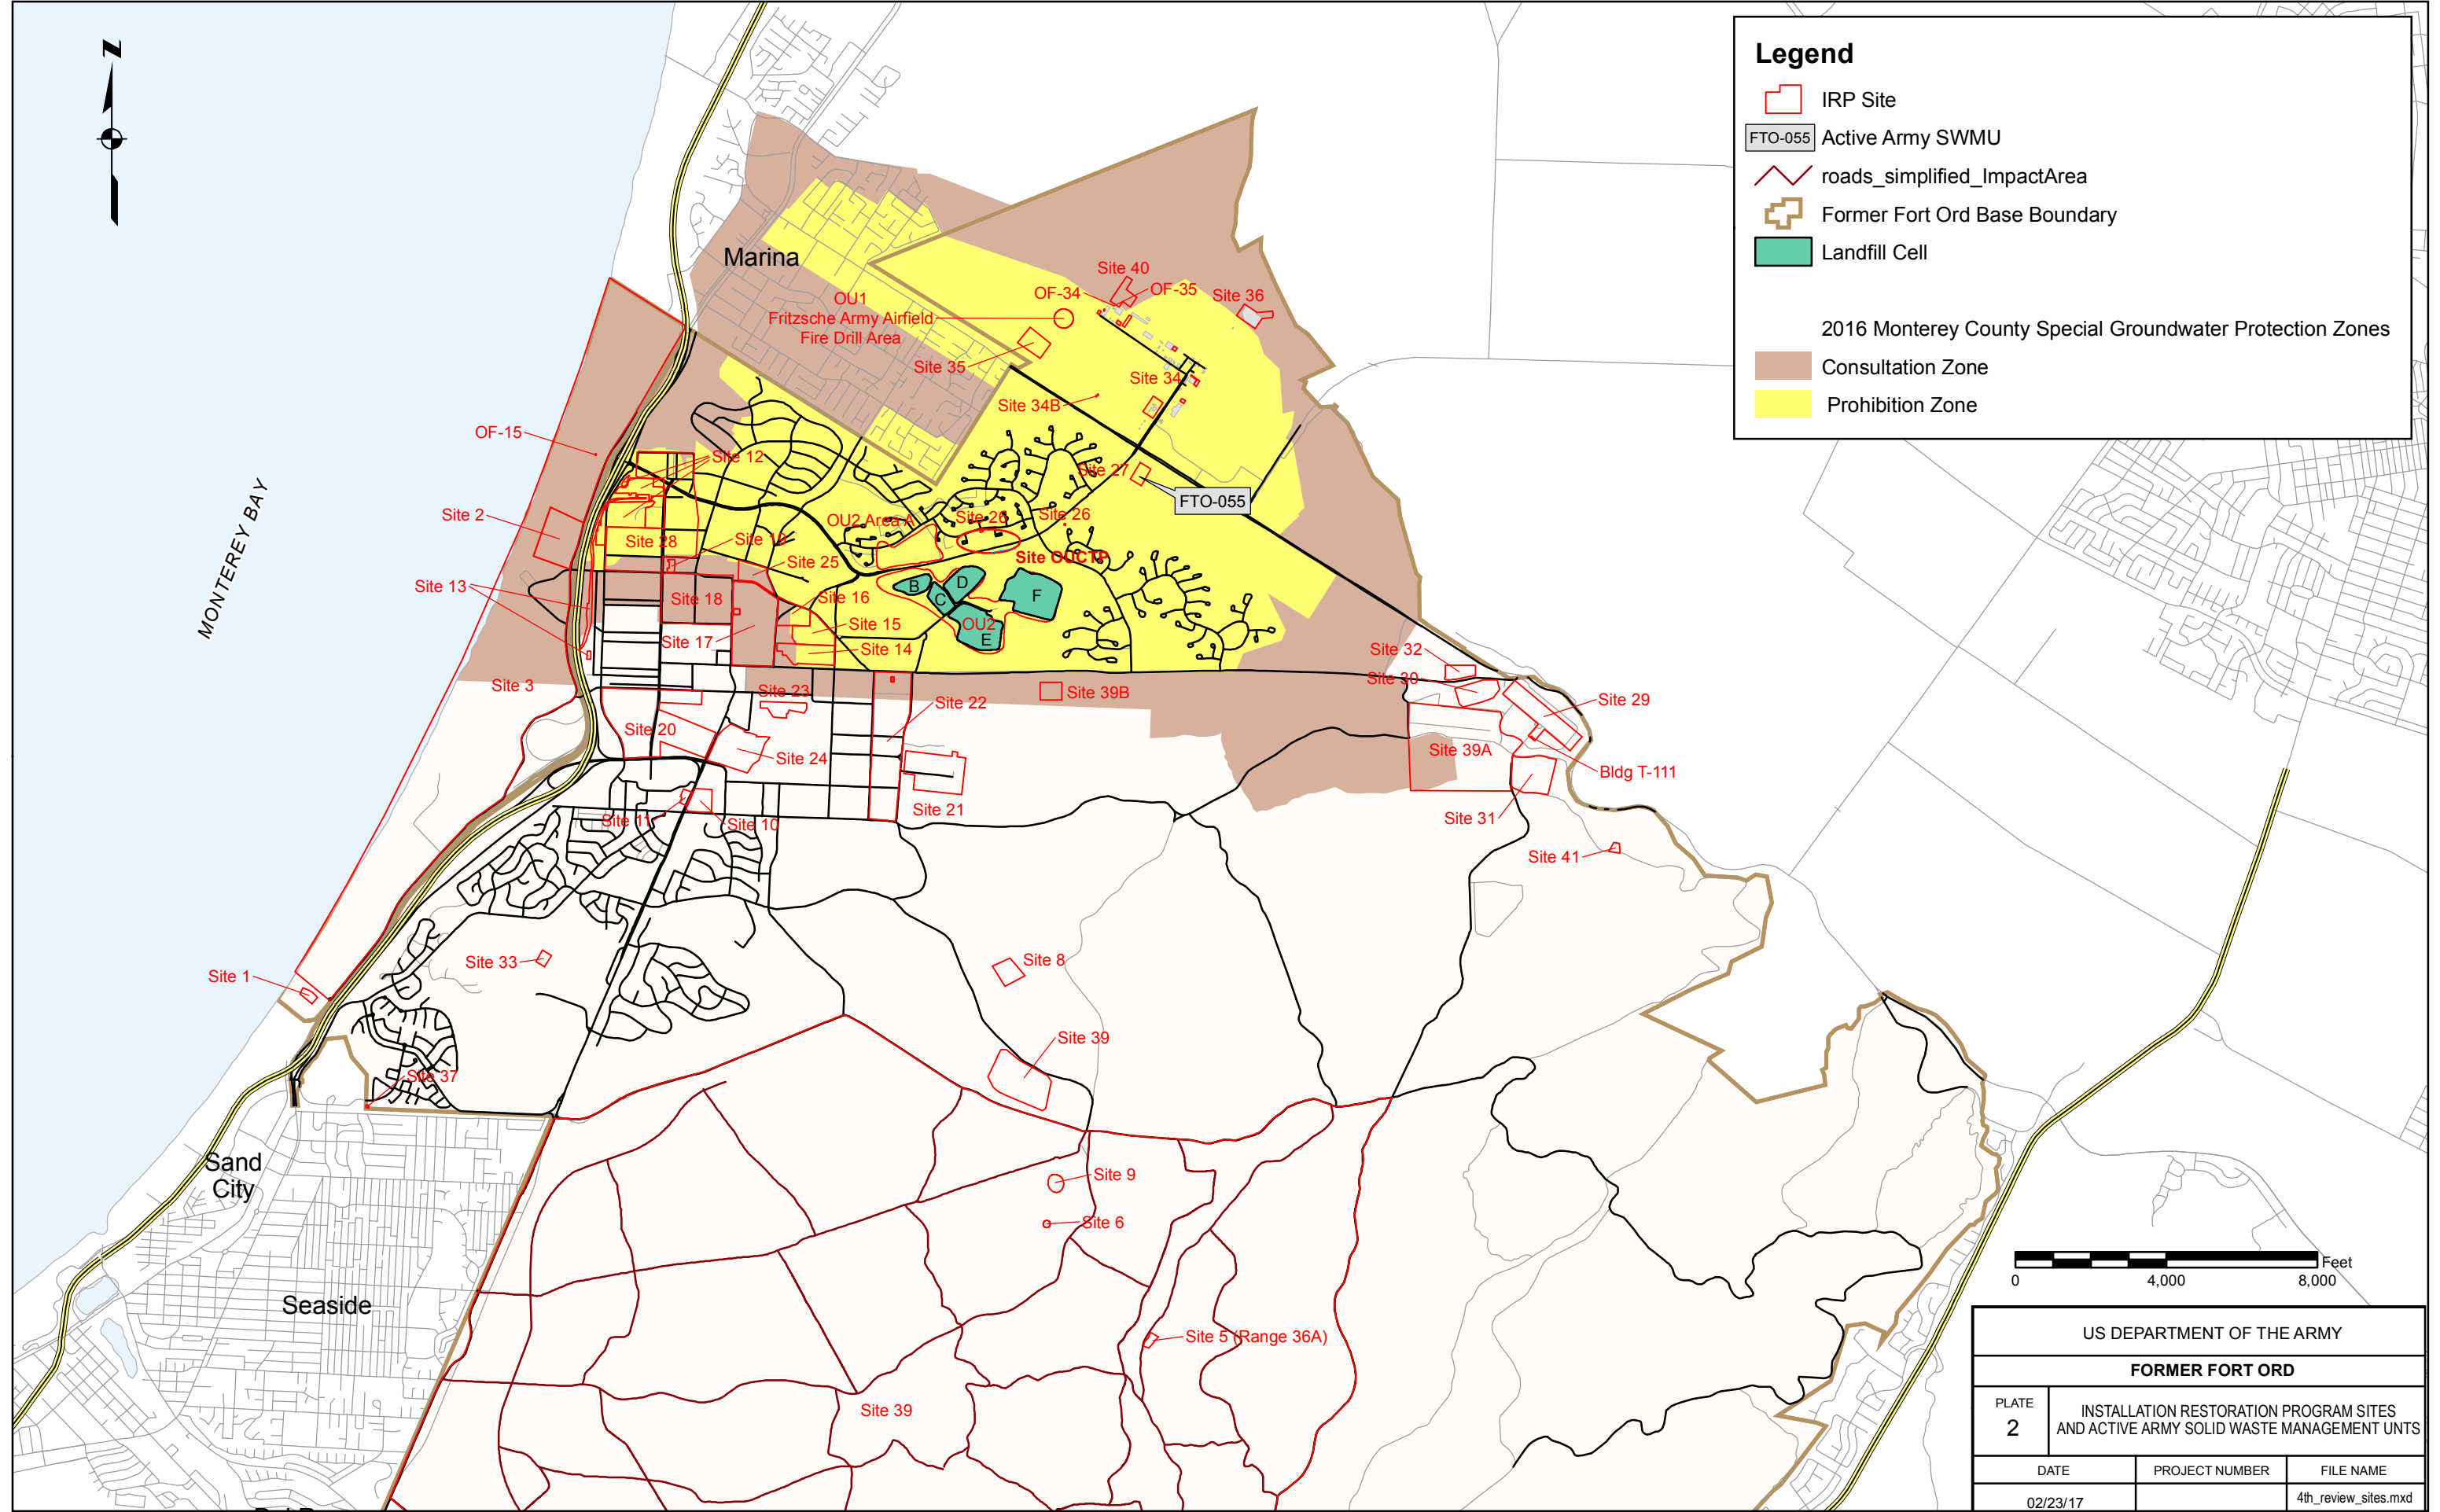 Z
Legend
IRP Site
FTO-055 Active Army SWMU
roads_simplified_ImpactArea
Former Fort Ord Base Boundary
Landfill Cell
2016 Monterey County Special Groundwater Protection Zones
Consultation Zone
Prohibition Zone
Marina
OU1
Fritzsche Army Airfield
Fire Drill Area
Site 40
OF-34
OF-35
Site 36
Site 35
Site 34
Site 34B
OF-15
Site 12
Site 27
FTO-055
Site 2
MONTEREY BAY
OU2 Area A
Site 26
Site 26
Site 28
Site 19
Site 25
Site OUCTP
Site 13
B
D
C
F
Site 18
Site 16
Site 15
OU2
E
Site 17
Site 14
Site 32
Site 30
Site 3
Site 23
Site 39B
Site 22
Site 29
Site 20
Site 24
Site 39A
Bldg T-111
Site 21
Site 11
Site 10
Site 31
Site 41
Site 33
Site 8
Site 1
Site 39
Site 37
Sand
City
Site 9
Site 6
Seaside
Site 5 (Range 36A)
Site 39
Feet
0
4,000
8,000
US DEPARTMENT OF THE ARMY
FORMER FORT ORD
PLATE
2
INSTALLATION RESTORATION PROGRAM SITES
AND ACTIVE ARMY SOLID WASTE MANAGEMENT UNTS
DATE
PROJECT NUMBER
FILE NAME
02/23/17
4th_review_sites.mxd